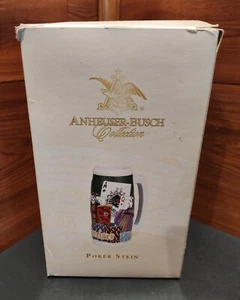 ANHEUSER-BUSCH
Collection
POKER STEIN